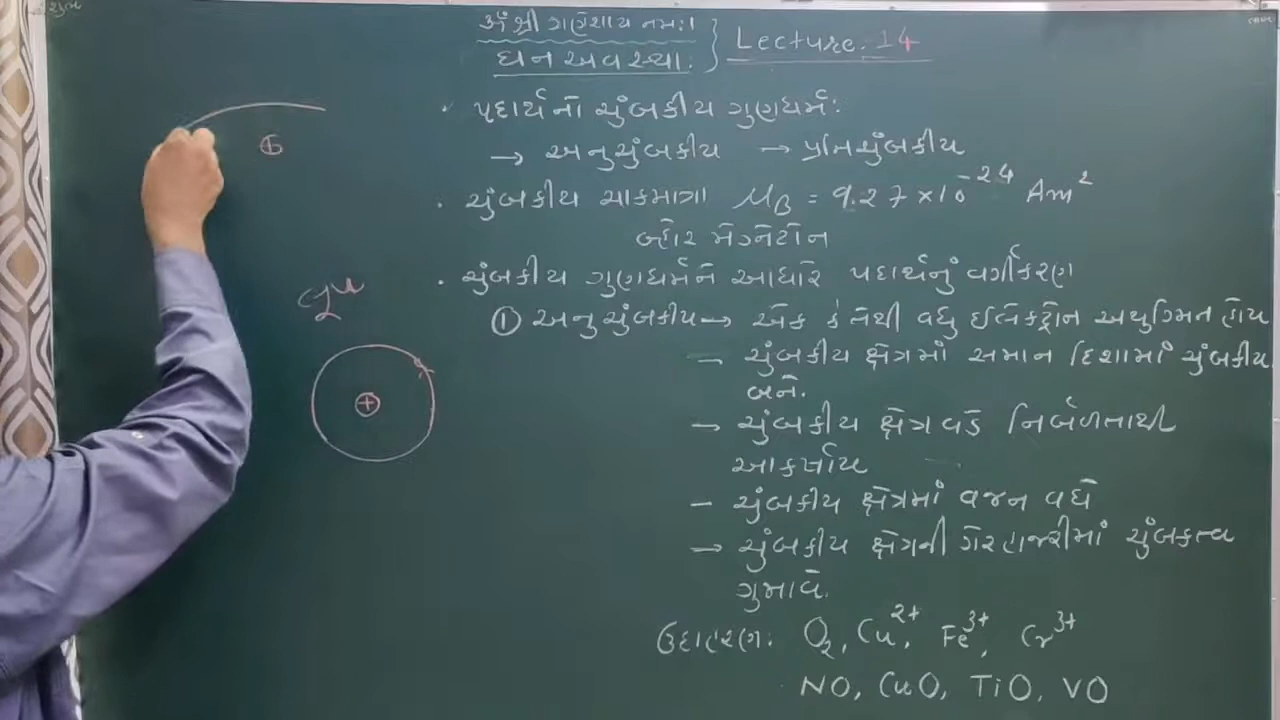 ૐ શ્રી ગણેશાય નમઃ।
ઘન અવસ્થા. } Lecture. 14
· પદાર્થનો ચુંબકીય ગુણધર્મ:
→ અનુચુંબકીય → પ્રતિચુંબકીય
· ચુંબકીય ચાકમાત્રા μB = 9.27 × 10⁻²⁴ Am²
બ્હોર મેગ્નેટોન
· ચુંબકીય ગુણધર્મને આધારે પદાર્થનું વર્ગીકરણ
① અનુચુંબકીય → એક કે તેથી વધુ ઈલેક્ટ્રોન અયુગ્મિત હોય
– ચુંબકીય ક્ષેત્રમાં સમાન દિશામાં ચુંબકીય
બને.
→ ચુંબકીય ક્ષેત્ર વડે નિર્બળતાથી
આકર્ષાય
– ચુંબકીય ક્ષેત્રમાં વજન વધે
→ ચુંબકીય ક્ષેત્રની ગેરહાજરીમાં ચુંબકત્વ
ગુમાવે.
ઉદાહરણ: O₂, Cu²⁺, Fe³⁺, Cr³⁺
NO, CuO, TiO, VO
+
+